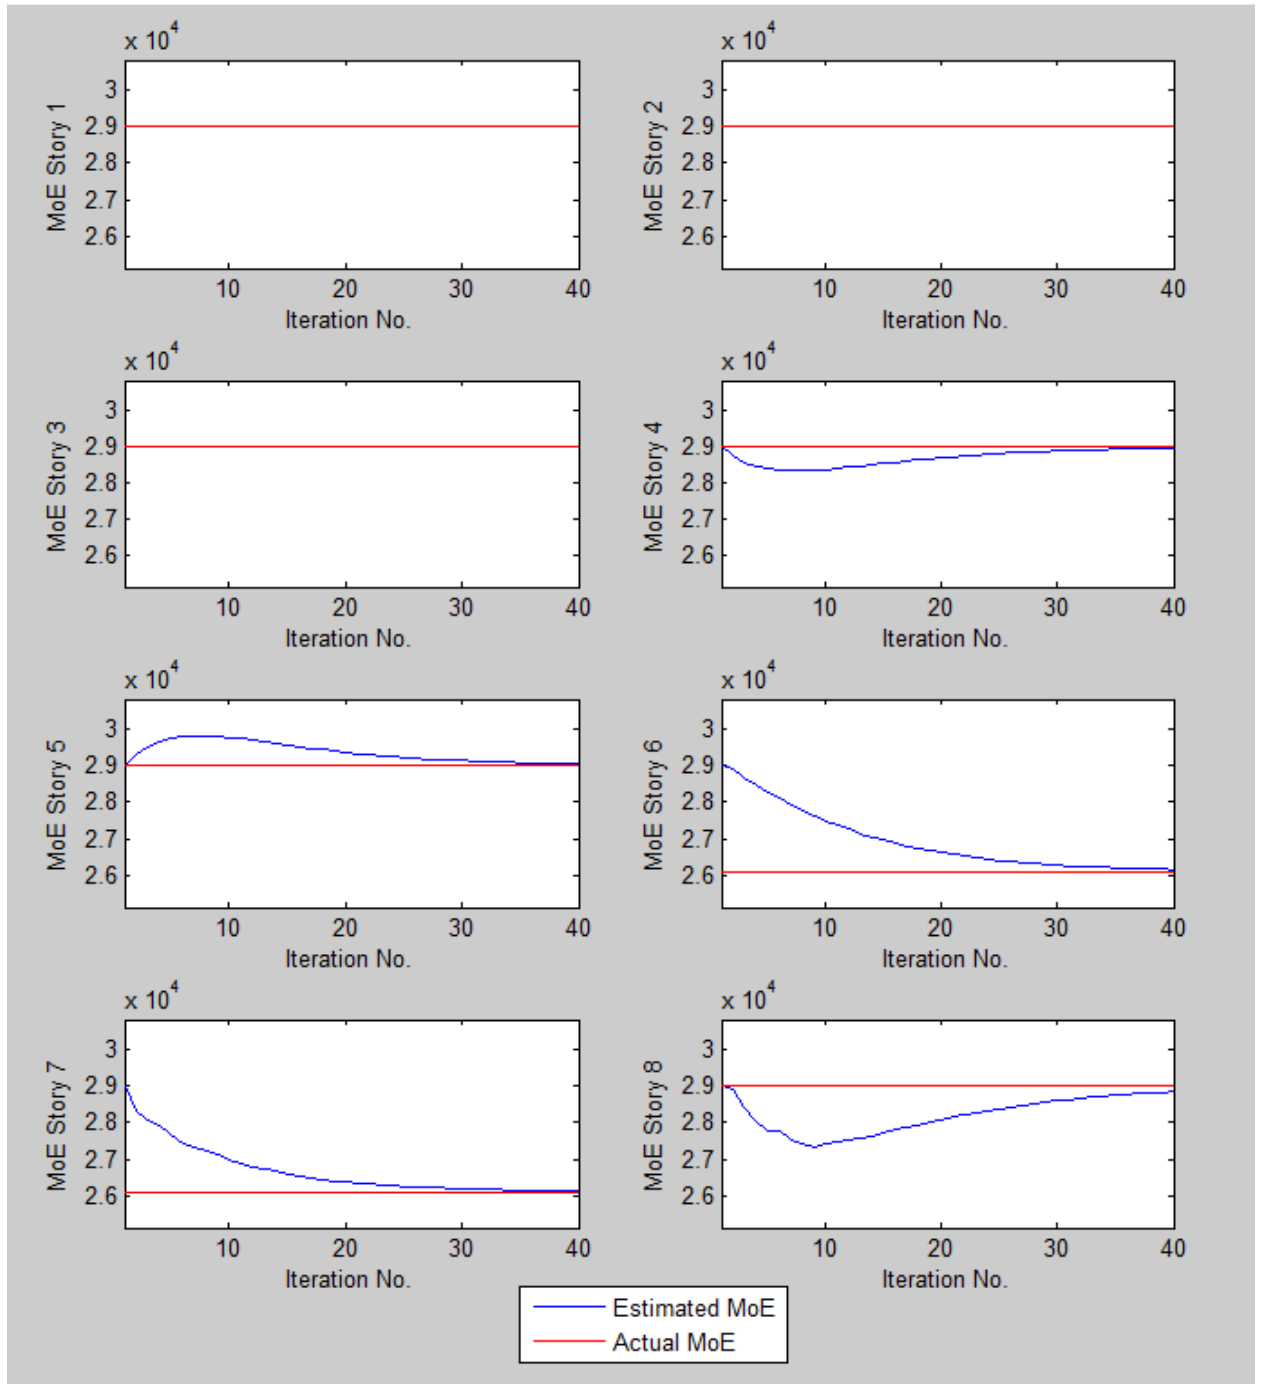 x 10^4
MoE Story 1
3
2.9
2.8
2.7
2.6
10 20 30 40
Iteration No.
x 10^4
MoE Story 2
3
2.9
2.8
2.7
2.6
10 20 30 40
Iteration No.
x 10^4
MoE Story 3
3
2.9
2.8
2.7
2.6
10 20 30 40
Iteration No.
x 10^4
MoE Story 4
3
2.9
2.8
2.7
2.6
10 20 30 40
Iteration No.
x 10^4
MoE Story 5
3
2.9
2.8
2.7
2.6
10 20 30 40
Iteration No.
x 10^4
MoE Story 6
3
2.9
2.8
2.7
2.6
10 20 30 40
Iteration No.
x 10^4
MoE Story 7
3
2.9
2.8
2.7
2.6
10 20 30 40
Iteration No.
x 10^4
MoE Story 8
3
2.9
2.8
2.7
2.6
10 20 30 40
Iteration No.
Estimated MoE
Actual MoE